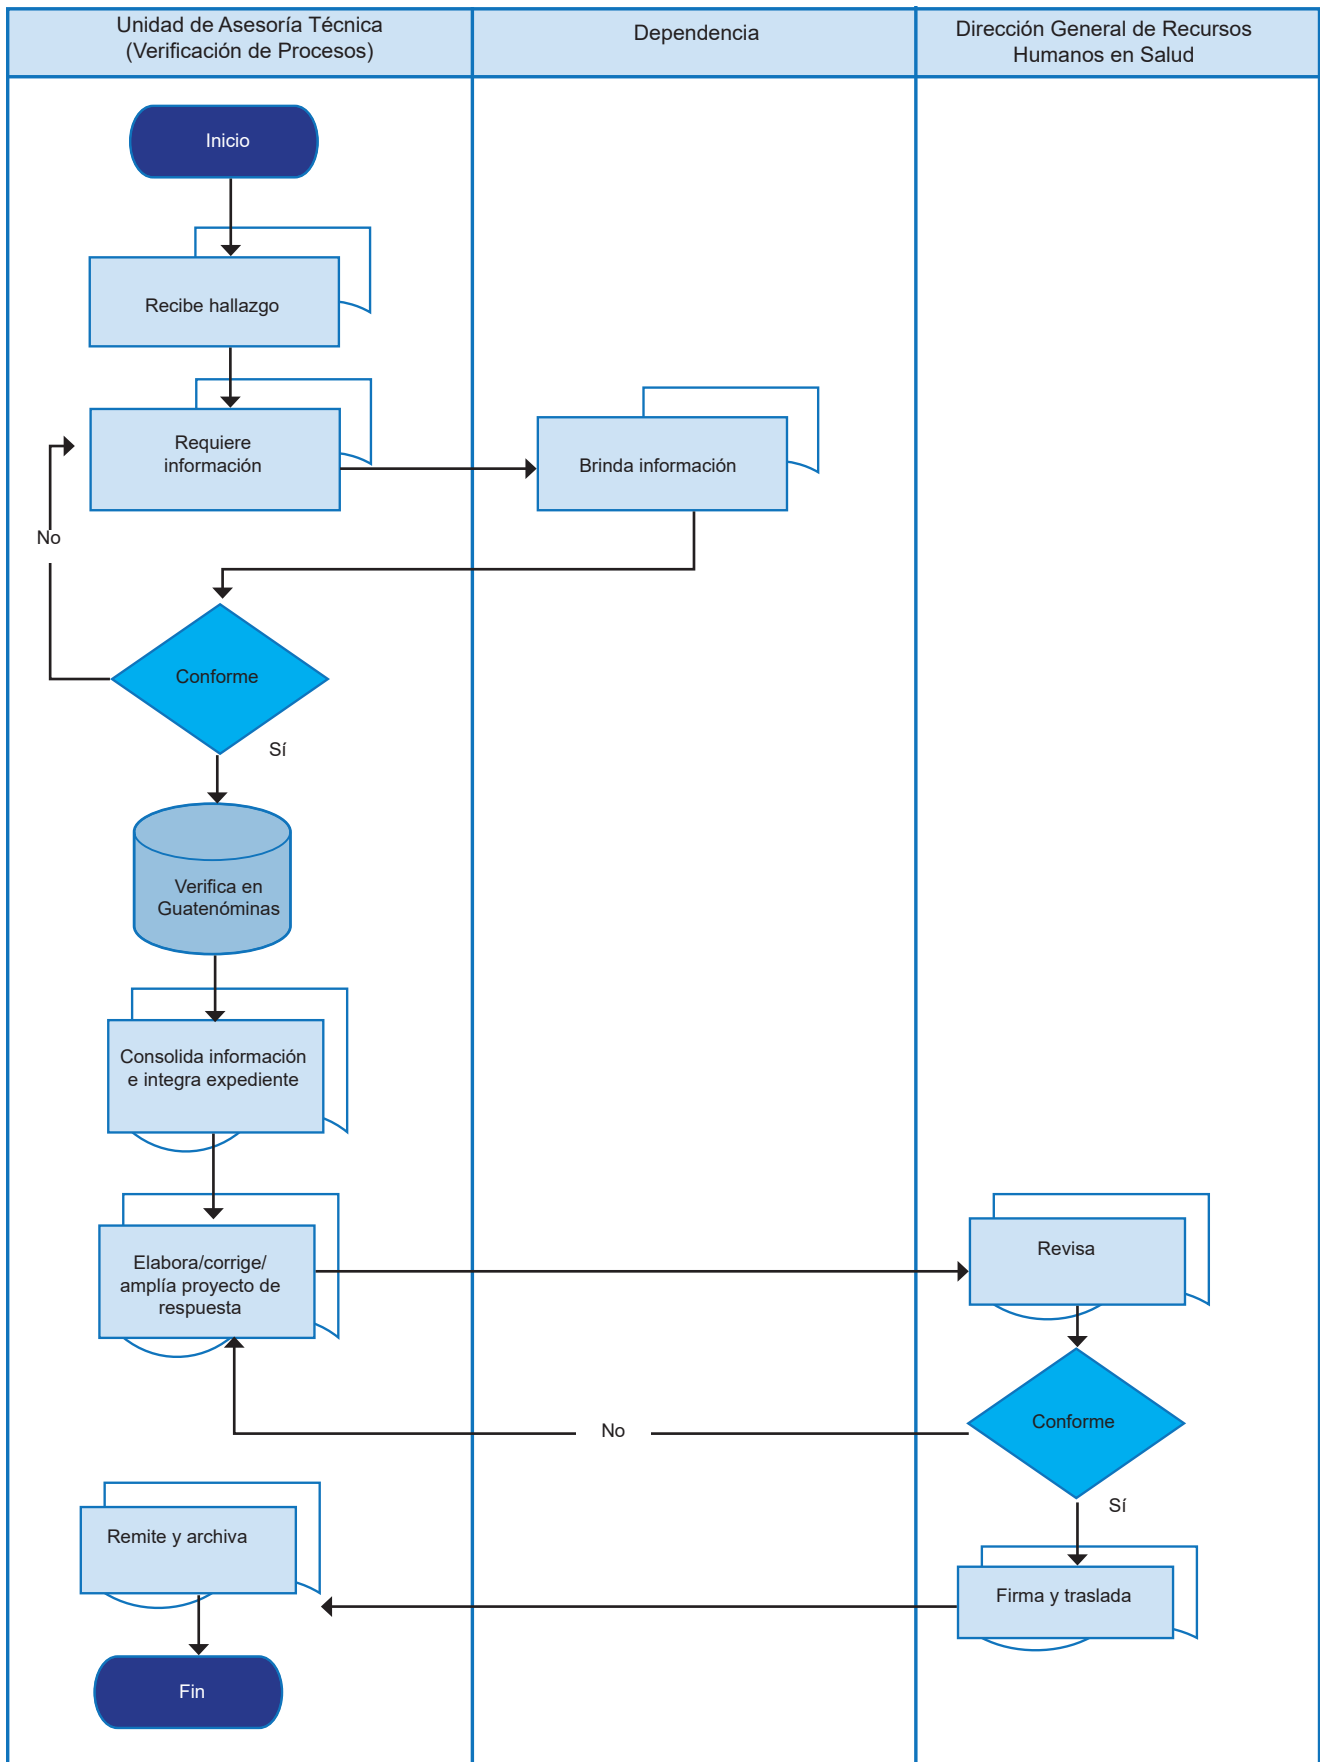 Unidad de Asesoría Técnica
(Verificación de Procesos)
Dependencia
Dirección General de Recursos
Humanos en Salud
Inicio
Recibe hallazgo
Requiere
información
Brinda información
No
Conforme
Sí
Verifica en
Guatenóminas
Consolida información
e integra expediente
Elabora/corrige/
amplía proyecto de
respuesta
Revisa
Conforme
No
Sí
Firma y traslada
Remite y archiva
Fin